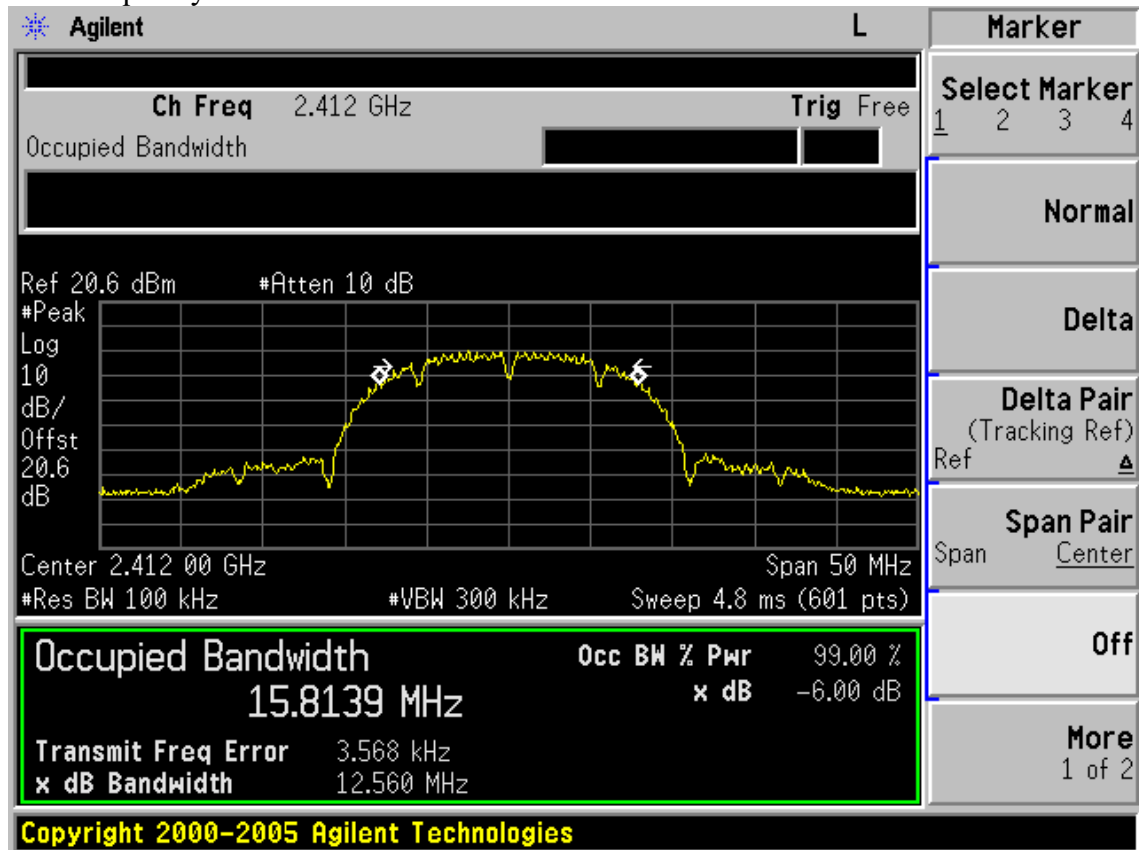 Agilent L
Ch Freq 2.412 GHz Trig Free
Occupied Bandwidth
Ref 20.6 dBm #Atten 10 dB
#Peak
Log
10
dB/
Offst
20.6
dB
Center 2.412 00 GHz Span 50 MHz
#Res BW 100 kHz #VBW 300 kHz Sweep 4.8 ms (601 pts)
Occupied Bandwidth Occ BW % Pwr 99.00 %
15.8139 MHz x dB -6.00 dB
Transmit Freq Error 3.568 kHz
x dB Bandwidth 12.560 MHz
Copyright 2000-2005 Agilent Technologies
Marker
Select Marker
1 2 3 4
Normal
Delta
Delta Pair
(Tracking Ref)
Ref Δ
Span Pair
Span Center
Off
More
1 of 2